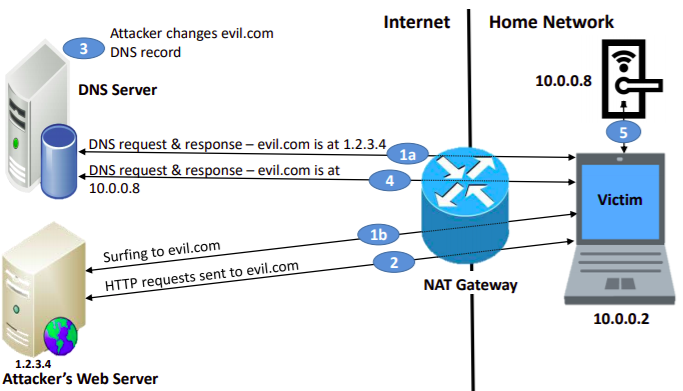 Internet
Home Network
3
Attacker changes evil.com
DNS record
10.0.0.8
DNS Server
5
DNS request & response – evil.com is at 1.2.3.4
1a
DNS request & response – evil.com is at
10.0.0.8
4
Victim
Surfing to evil.com
1b
HTTP requests sent to evil.com
2
NAT Gateway
10.0.0.2
1.2.3.4
Attacker's Web Server